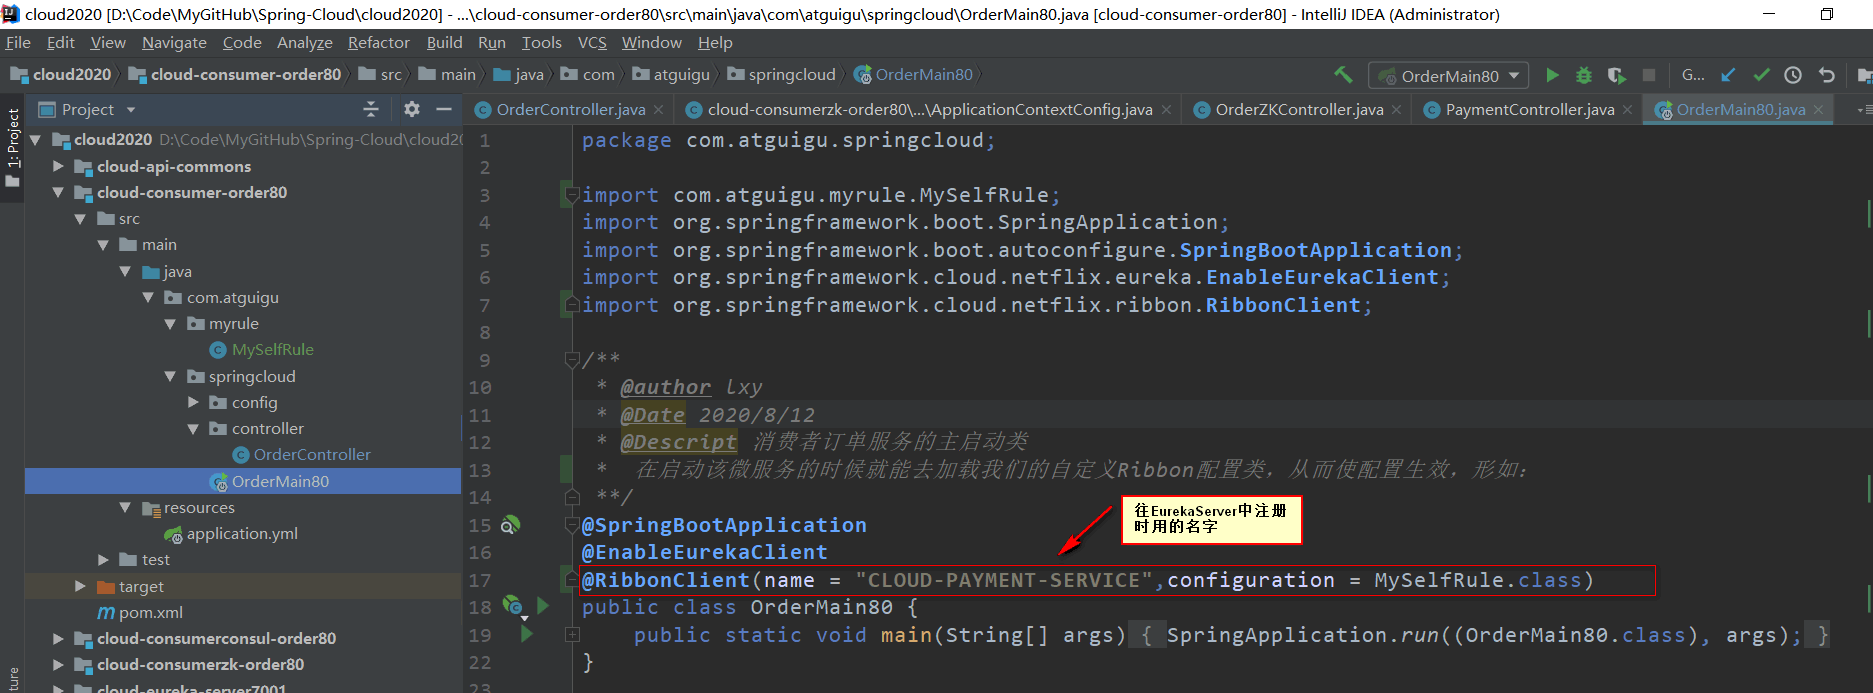 cloud2020 [D:\Code\MyGitHub\Spring-Cloud\cloud2020] - ...\cloud-consumer-order80\src\main\java\com\atguigu\springcloud\OrderMain80.java [cloud-consumer-order80] - IntelliJ IDEA (Administrator)
File Edit View Navigate Code Analyze Refactor Build Run Tools VCS Window Help
cloud2020 cloud-consumer-order80 src main java com atguigu springcloud OrderMain80 OrderMain80 G...
Project
OrderController.java cloud-consumerzk-order80\...\ApplicationContextConfig.java OrderZKController.java PaymentController.java OrderMain80.java
1: Project
cloud2020 D:\Code\MyGitHub\Spring-Cloud\cloud20
cloud-api-commons
cloud-consumer-order80
src
main
java
com.atguigu
myrule
MySelfRule
springcloud
config
controller
OrderController
OrderMain80
resources
application.yml
test
target
pom.xml
cloud-consumerconsul-order80
cloud-consumerzk-order80
cloud-eureka-server7001
1 package com.atguigu.springcloud;
2
3 import com.atguigu.myrule.MySelfRule;
4 import org.springframework.boot.SpringApplication;
5 import org.springframework.boot.autoconfigure.SpringBootApplication;
6 import org.springframework.cloud.netflix.eureka.EnableEurekaClient;
7 import org.springframework.cloud.netflix.ribbon.RibbonClient;
8
9 /**
10 * @author lxy
11 * @Date 2020/8/12
12 * @Descript 消费者订单服务的主启动类
13 * 在启动该微服务的时候就能去加载我们的自定义Ribbon配置类，从而使配置生效，形如：
14 **/
往EurekaServer中注册
时用的名字
15 @SpringBootApplication
16 @EnableEurekaClient
17 @RibbonClient(name = "CLOUD-PAYMENT-SERVICE",configuration = MySelfRule.class)
18 public class OrderMain80 {
19 public static void main(String[] args) { SpringApplication.run((OrderMain80.class), args); }
22 }
23